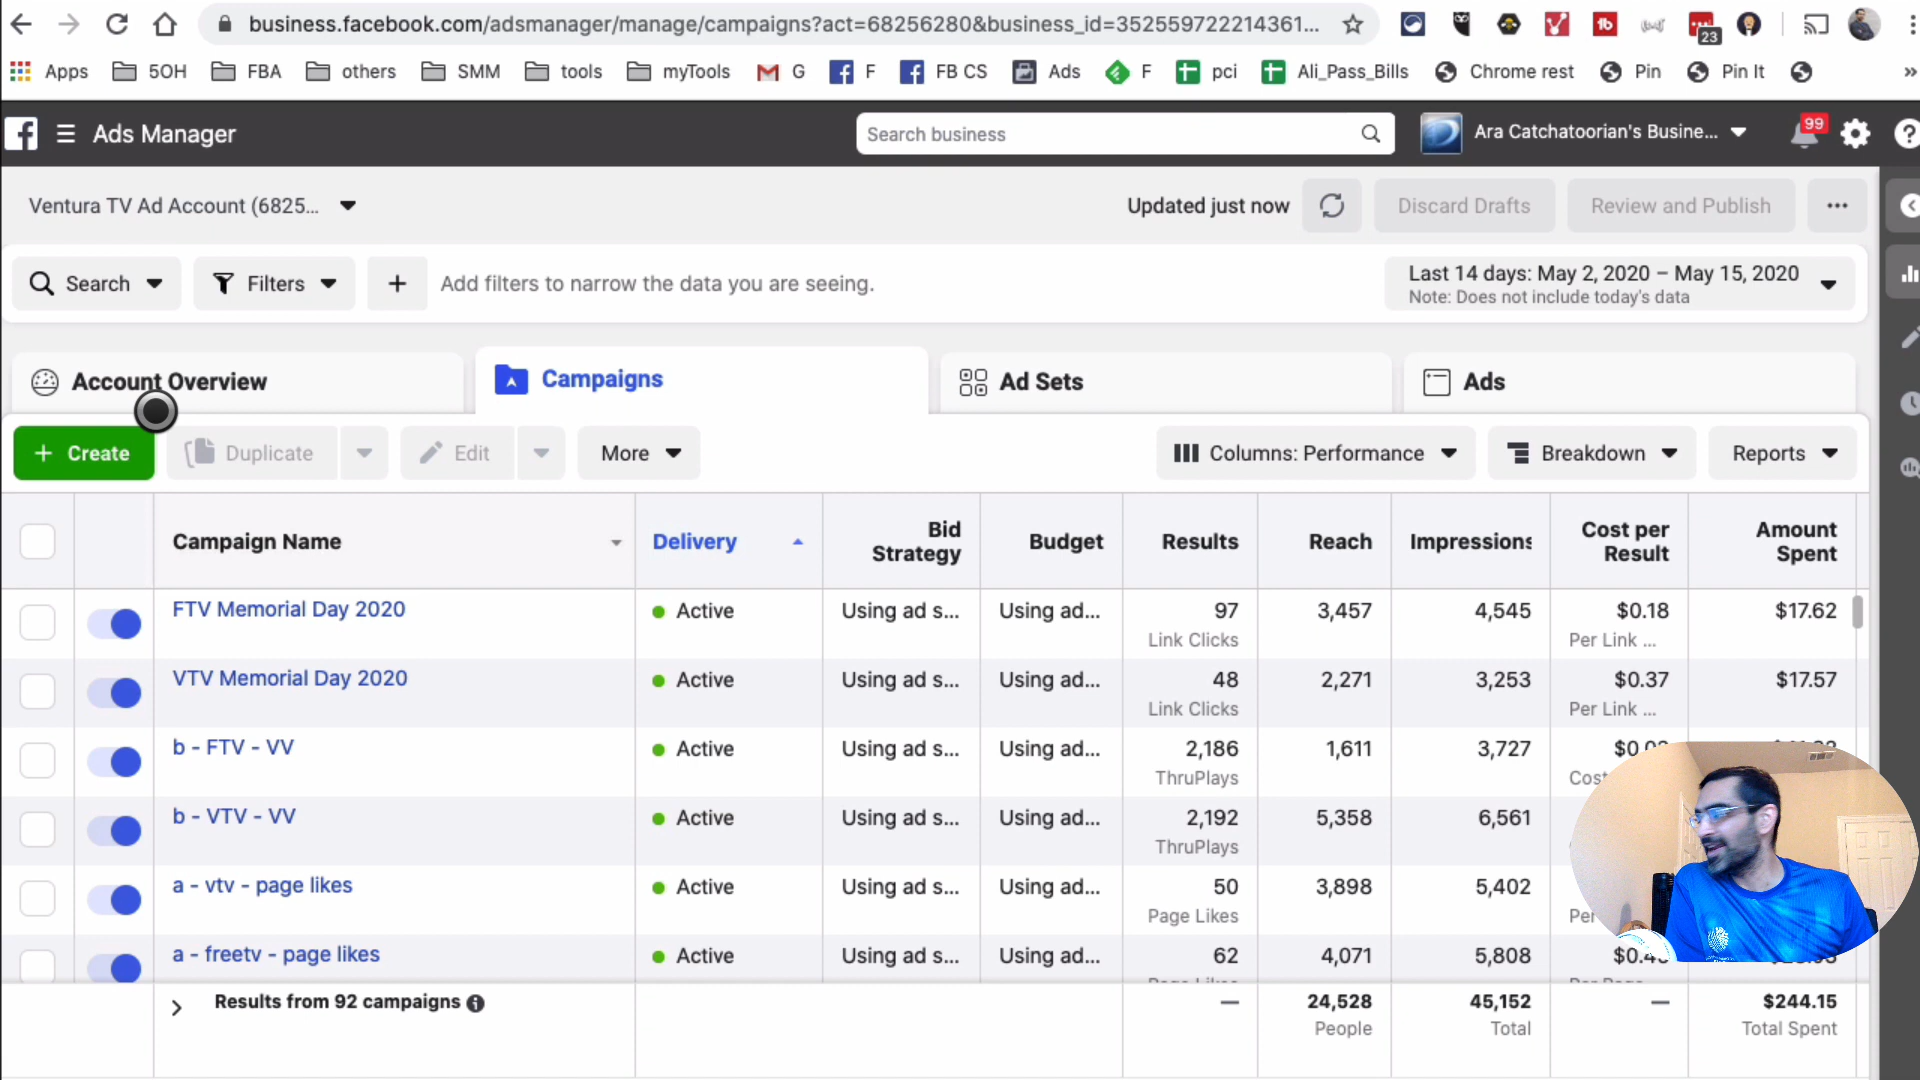 business.facebook.com/adsmanager/manage/campaigns?act=68256280&business_id=352559722214361...
23
Apps 5OH FBA others SMM tools myTools G F FB CS Ads F pci Ali_Pass_Bills Chrome rest Pin Pin It »
Ads Manager
Search business
Ara Catchatoorian's Busine...
99
Ventura TV Ad Account (6825...
Updated just now
Discard Drafts
Review and Publish
Search
Filters
Add filters to narrow the data you are seeing.
Last 14 days: May 2, 2020 – May 15, 2020
Note: Does not include today's data
Account Overview
Campaigns
Ad Sets
Ads
+ Create
Duplicate
Edit
More
Columns: Performance
Breakdown
Reports
Campaign Name Delivery Bid Strategy Budget Results Reach Impressions Cost per Result Amount Spent
FTV Memorial Day 2020 Active Using ad s... Using ad... 97 3,457 4,545 $0.18 $17.62
Link Clicks Per Link ...
VTV Memorial Day 2020 Active Using ad s... Using ad... 48 2,271 3,253 $0.37 $17.57
Link Clicks Per Link ...
b - FTV - VV Active Using ad s... Using ad... 2,186 1,611 3,727
ThruPlays
b - VTV - VV Active Using ad s... Using ad... 2,192 5,358 6,561
ThruPlays
a - vtv - page likes Active Using ad s... Using ad... 50 3,898 5,402
Page Likes
a - freetv - page likes Active Using ad s... Using ad... 62 4,071 5,808
Results from 92 campaigns — 24,528 45,152 — $244.15
People Total Total Spent